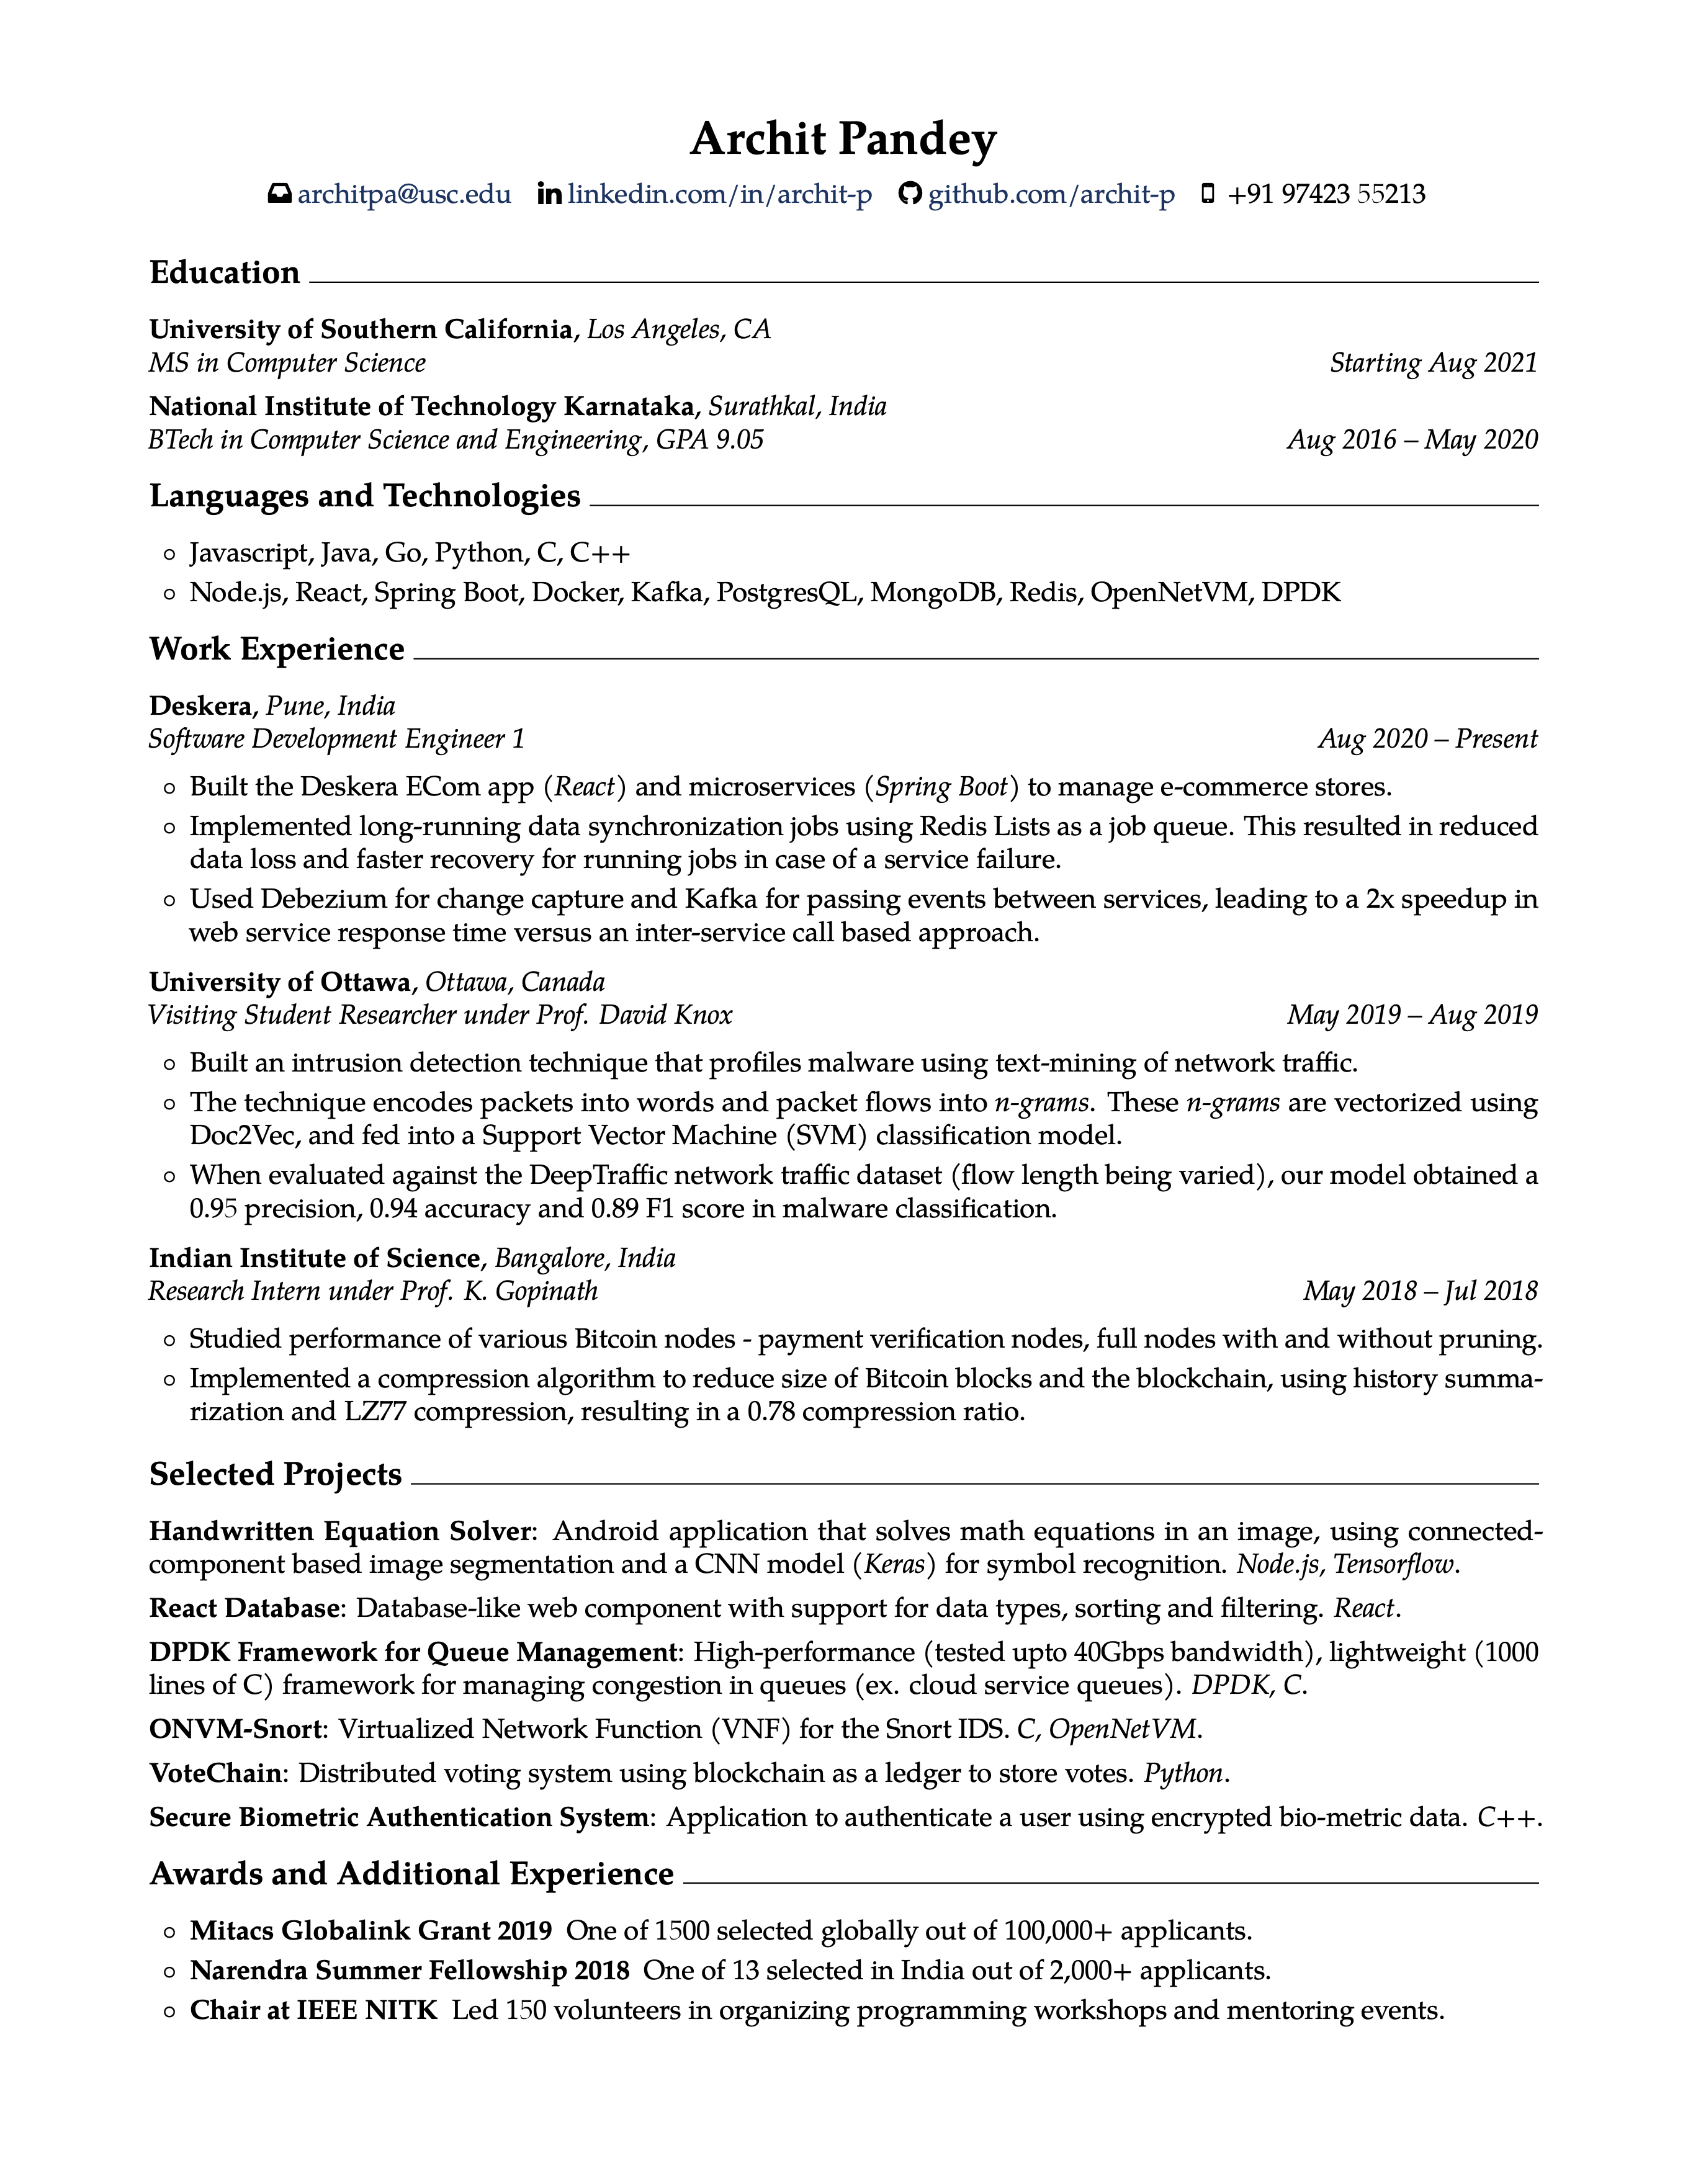 Archit Pandey
architpa@usc.edu linkedin.com/in/archit-p github.com/archit-p +91 97423 55213
Education
University of Southern California, Los Angeles, CA
MS in Computer Science Starting Aug 2021
National Institute of Technology Karnataka, Surathkal, India
BTech in Computer Science and Engineering, GPA 9.05 Aug 2016 – May 2020
Languages and Technologies
◦ Javascript, Java, Go, Python, C, C++
◦ Node.js, React, Spring Boot, Docker, Kafka, PostgresQL, MongoDB, Redis, OpenNetVM, DPDK
Work Experience
Deskera, Pune, India
Software Development Engineer 1 Aug 2020 – Present
◦ Built the Deskera ECom app (React) and microservices (Spring Boot) to manage e-commerce stores.
◦ Implemented long-running data synchronization jobs using Redis Lists as a job queue. This resulted in reduced
data loss and faster recovery for running jobs in case of a service failure.
◦ Used Debezium for change capture and Kafka for passing events between services, leading to a 2x speedup in
web service response time versus an inter-service call based approach.
University of Ottawa, Ottawa, Canada
Visiting Student Researcher under Prof. David Knox May 2019 – Aug 2019
◦ Built an intrusion detection technique that profiles malware using text-mining of network traffic.
◦ The technique encodes packets into words and packet flows into n-grams. These n-grams are vectorized using
Doc2Vec, and fed into a Support Vector Machine (SVM) classification model.
◦ When evaluated against the DeepTraffic network traffic dataset (flow length being varied), our model obtained a
0.95 precision, 0.94 accuracy and 0.89 F1 score in malware classification.
Indian Institute of Science, Bangalore, India
Research Intern under Prof. K. Gopinath May 2018 – Jul 2018
◦ Studied performance of various Bitcoin nodes - payment verification nodes, full nodes with and without pruning.
◦ Implemented a compression algorithm to reduce size of Bitcoin blocks and the blockchain, using history summa-
rization and LZ77 compression, resulting in a 0.78 compression ratio.
Selected Projects
Handwritten Equation Solver: Android application that solves math equations in an image, using connected-
component based image segmentation and a CNN model (Keras) for symbol recognition. Node.js, Tensorflow.
React Database: Database-like web component with support for data types, sorting and filtering. React.
DPDK Framework for Queue Management: High-performance (tested upto 40Gbps bandwidth), lightweight (1000
lines of C) framework for managing congestion in queues (ex. cloud service queues). DPDK, C.
ONVM-Snort: Virtualized Network Function (VNF) for the Snort IDS. C, OpenNetVM.
VoteChain: Distributed voting system using blockchain as a ledger to store votes. Python.
Secure Biometric Authentication System: Application to authenticate a user using encrypted bio-metric data. C++.
Awards and Additional Experience
◦ Mitacs Globalink Grant 2019 One of 1500 selected globally out of 100,000+ applicants.
◦ Narendra Summer Fellowship 2018 One of 13 selected in India out of 2,000+ applicants.
◦ Chair at IEEE NITK Led 150 volunteers in organizing programming workshops and mentoring events.